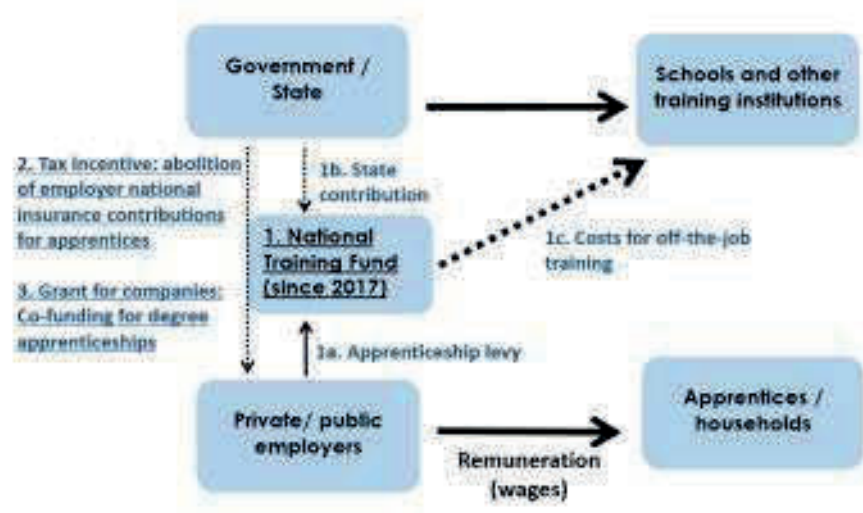 Government /
State
Schools and other
training institutions
2. Tax incentive: abolition
of employer national
insurance contributions
for apprentices
1b. State
contribution
1. National
Training Fund
(since 2017)
1c. Costs for off-the-job
training
3. Grant for companies:
Co-funding for degree
apprenticeships
1a. Apprenticeship levy
Private/ public
employers
Apprentices /
households
Remuneration
(wages)